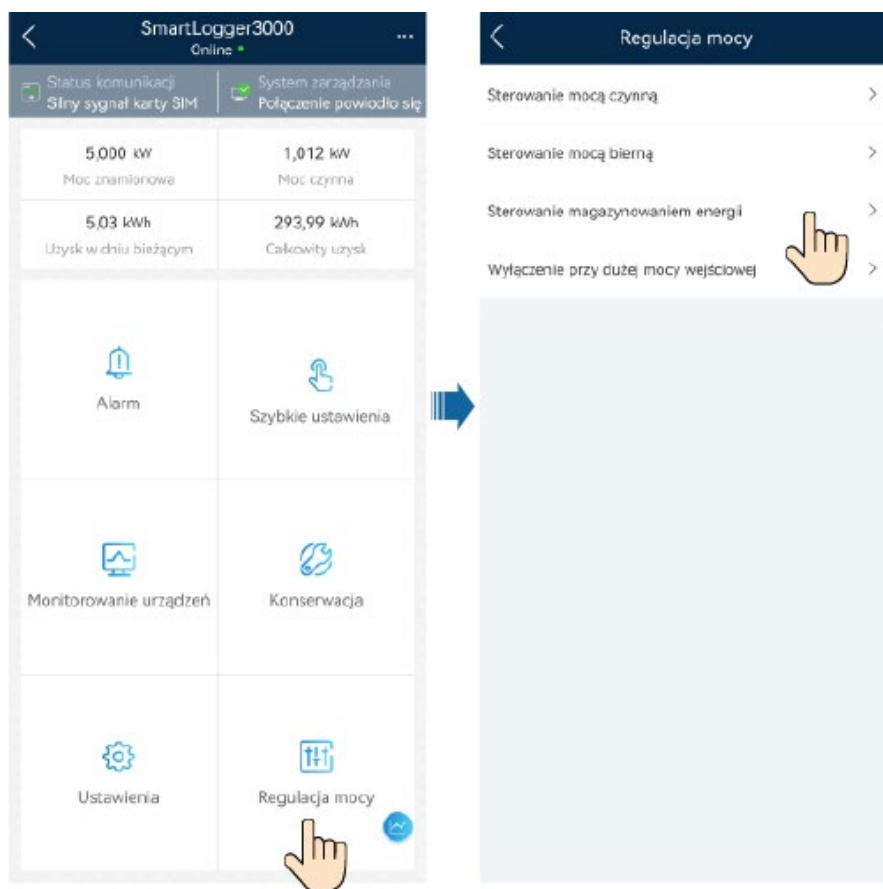 SmartLogger3000
Online
Status komunikacji
Silny sygnał karty SIM
System zarządzania
Połączenie powiodło się
5,000 kW
Moc znamionowa
1,012 kW
Moc czynna
5,03 kWh
Uzysk w dniu bieżącym
293,99 kWh
Całkowity uzysk
Alarm
Szybkie ustawienia
Monitorowanie urządzeń
Konserwacja
Ustawienia
Regulacja mocy
Regulacja mocy
Sterowanie mocą czynną
Sterowanie mocą bierną
Sterowanie magazynowaniem energii
Wyłączenie przy dużej mocy wejściowej